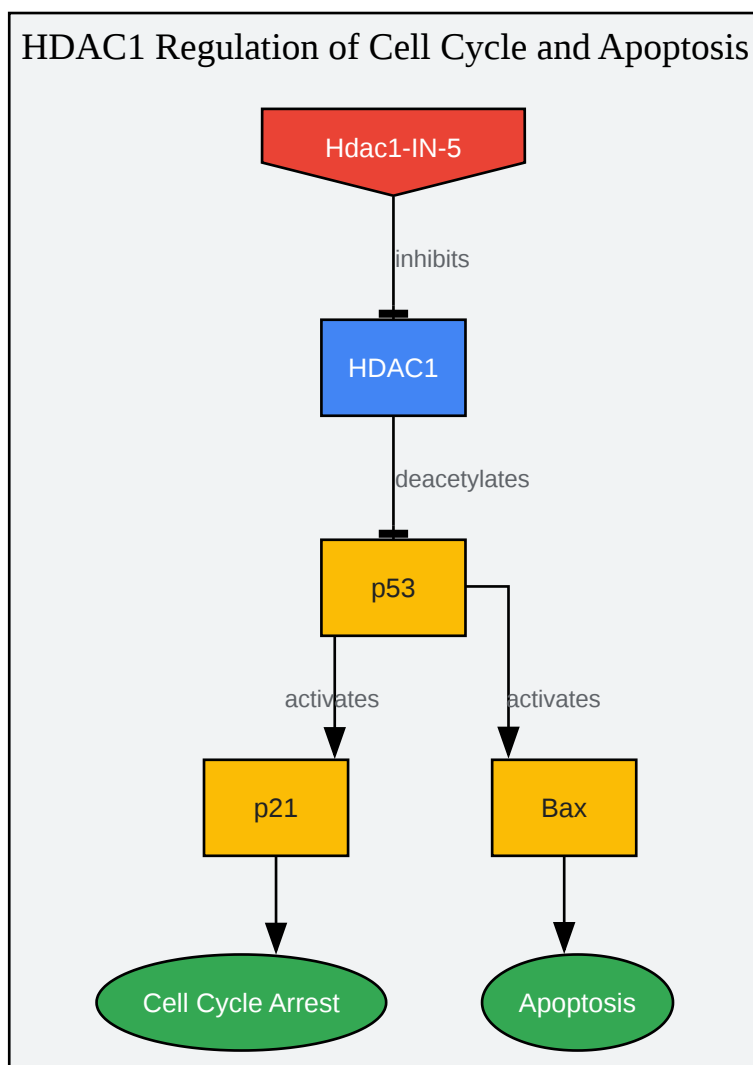 HDAC1 Regulation of Cell Cycle and Apoptosis
Hdac1-IN-5
inhibits
HDAC1
deacetylates
p53
activates
activates
p21
Bax
Cell Cycle Arrest
Apoptosis